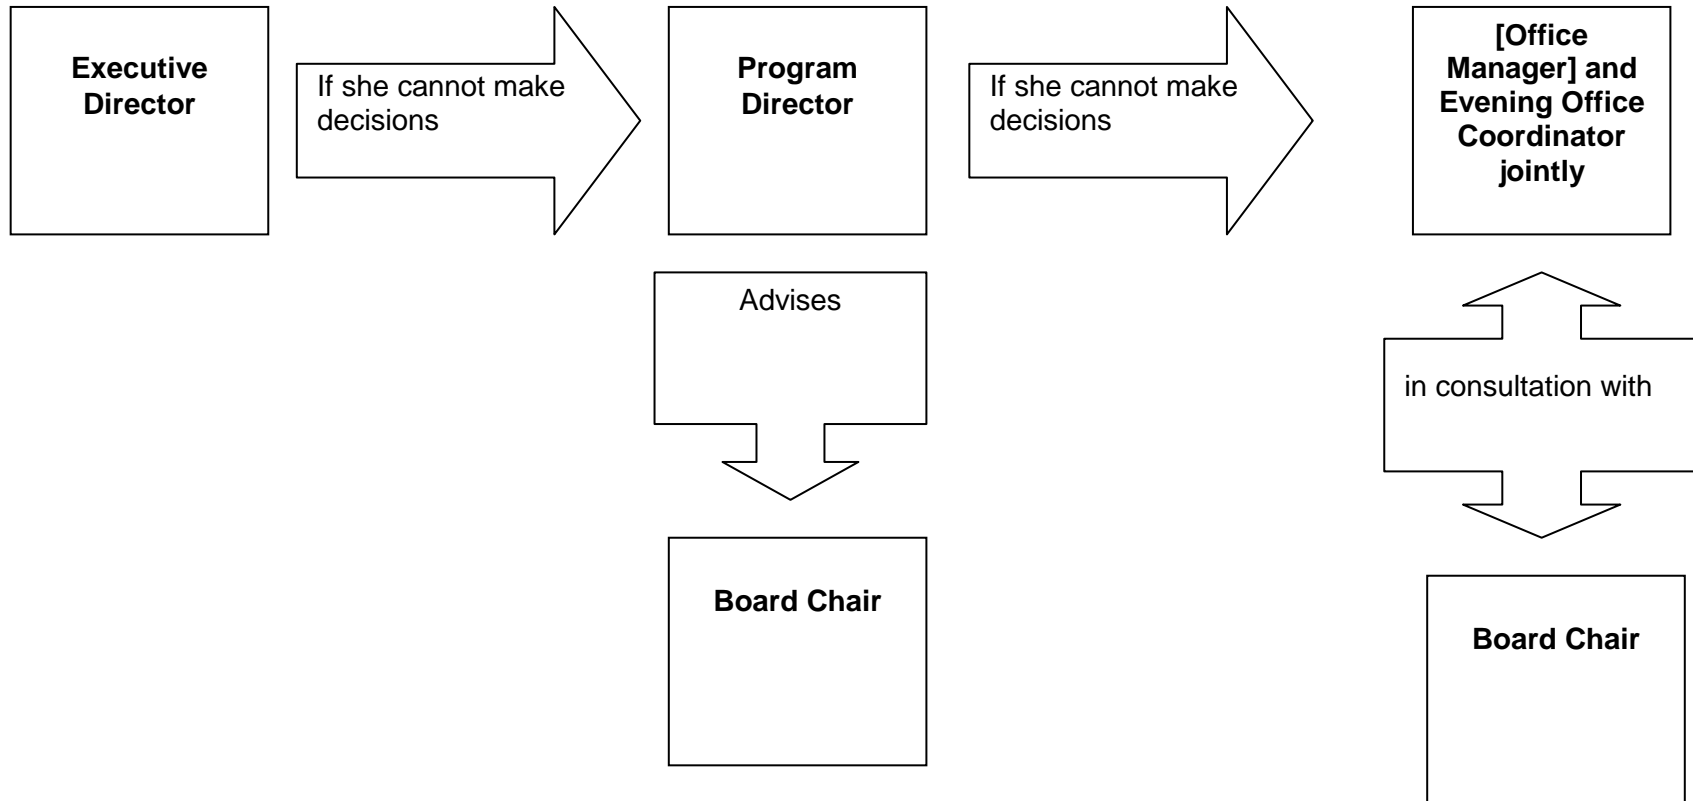 Executive
Director
If she cannot make
decisions
Program
Director
If she cannot make
decisions
[Office
Manager] and
Evening Office
Coordinator
jointly
Advises
in consultation with
Board Chair
Board Chair